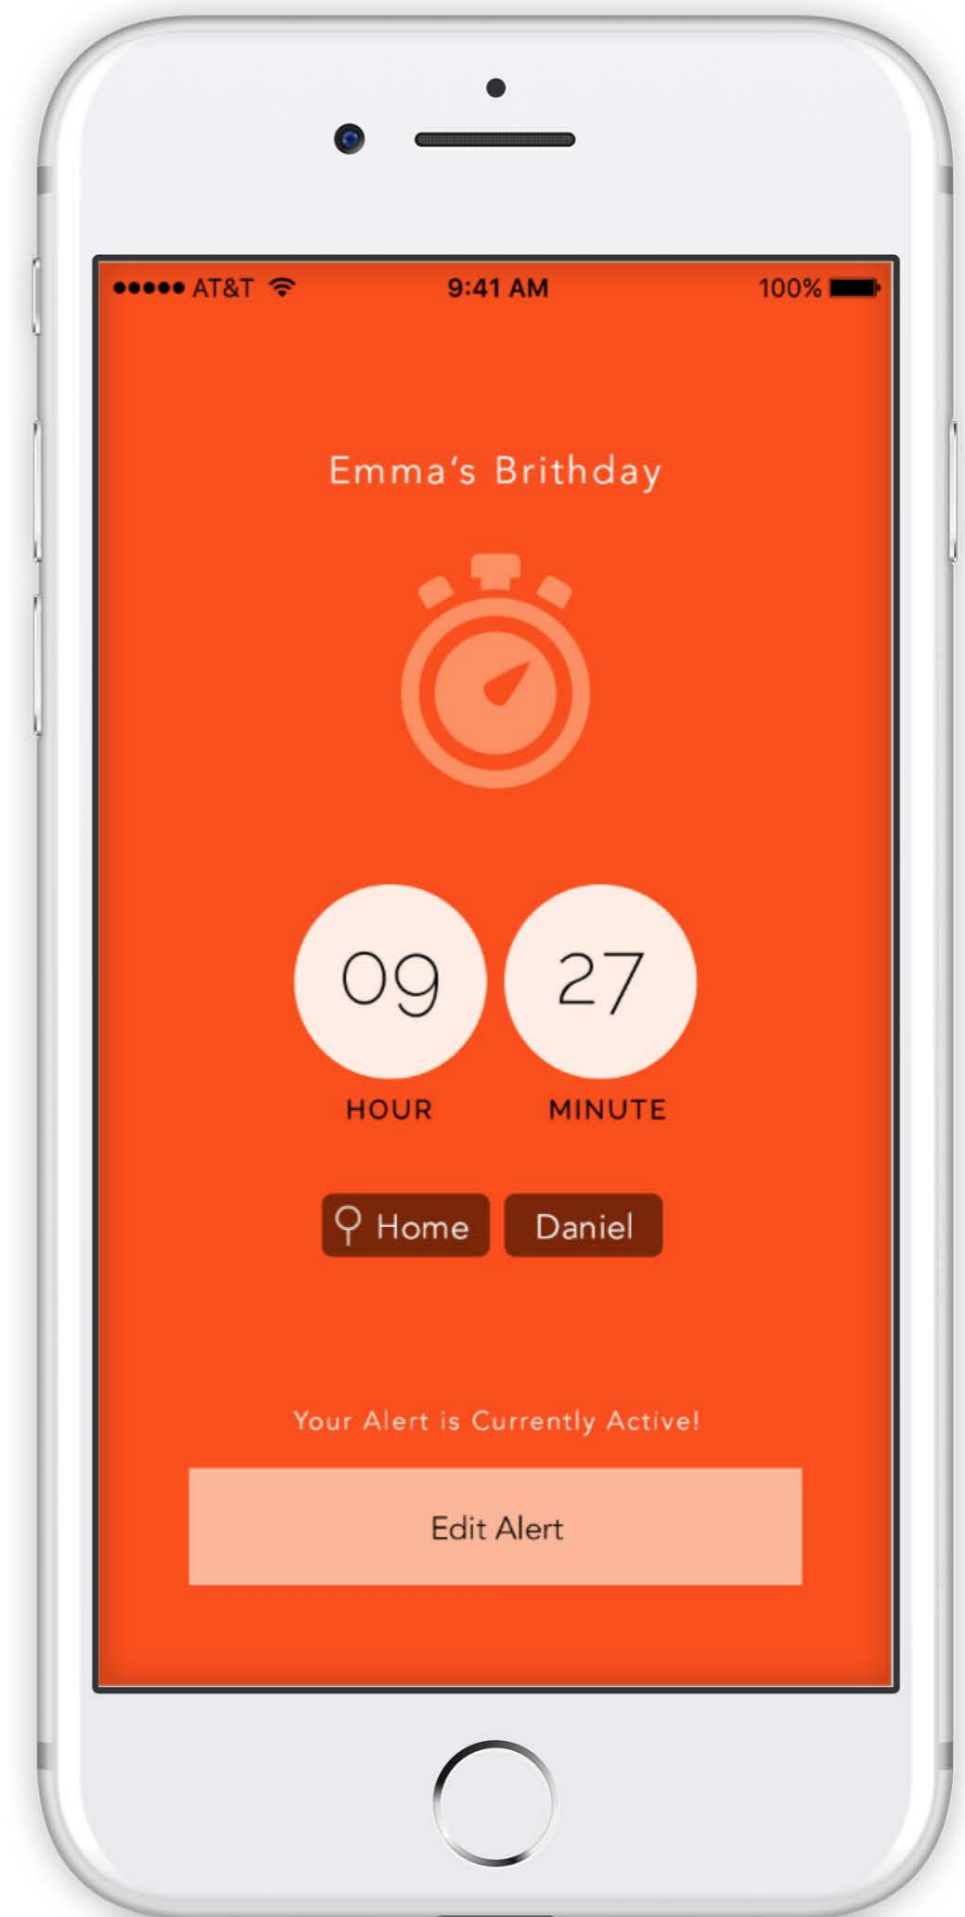 ●●●●● AT&T 9:41 AM 100%
Emma's Brithday
09 27
HOUR MINUTE
Home Daniel
Your Alert is Currently Active!
Edit Alert